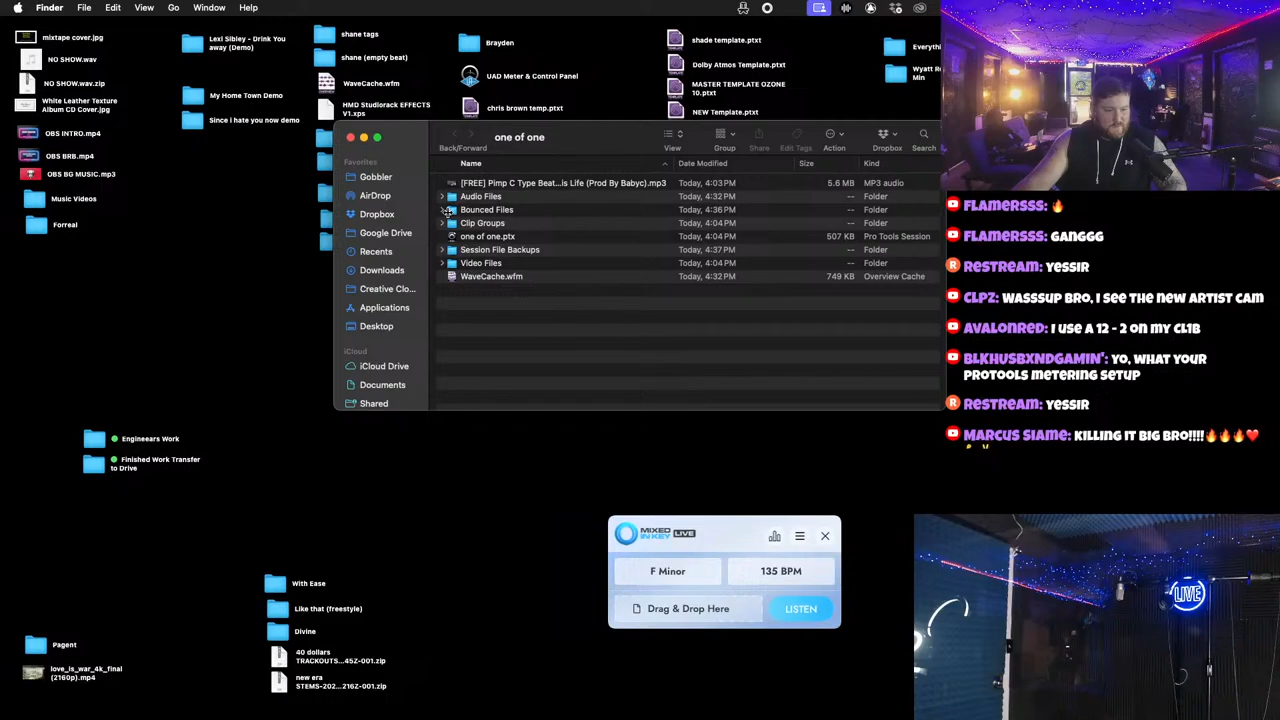 Finder File Edit View Go Window Help
mixtape cover.jpg
NO SHOW.wav
NO SHOW.wav.zip
White Leather Texture
Album CD Cover.jpg
OBS INTRO.mp4
OBS BRB.mp4
OBS BG MUSIC.mp3
Music Videos
Forreal
Lexi Sibley - Drink You
away (Demo)
My Home Town Demo
Since i hate you now demo
shane tags
shane (empty beat)
WaveCache.wfm
HMD Studiorack EFFECTS
VT.xps
Brayden
UAD Meter & Control Panel
chris brown temp.ptxt
shade template.ptxt
Dolby Atmos Template.ptxt
MASTER TEMPLATE OZONE
10.ptxt
NEW Template.ptxt
Everythi
Wyatt R
Min
one of one
Back/Forward View Group Share Edit Tags Action Dropbox Search
Favorites
Gobbler
AirDrop
Dropbox
Google Drive
Recents
Downloads
Creative Clo...
Applications
Desktop
iCloud
iCloud Drive
Documents
Shared
Name Date Modified Size Kind
[FREE] Pimp C Type Beat...is Life (Prod By Babyc).mp3 Today, 4:03 PM 5.6 MB MP3 audio
Audio Files Today, 4:32 PM -- Folder
Bounced Files Today, 4:36 PM -- Folder
Clip Groups Today, 4:04 PM -- Folder
one of one.ptx Today, 4:04 PM 507 KB Pro Tools Session
Session File Backups Today, 4:37 PM -- Folder
Video Files Today, 4:04 PM -- Folder
WaveCache.wfm Today, 4:32 PM 749 KB Overview Cache
Engineears Work
Finished Work Transfer
to Drive
MIXED
IN KEY LIVE
F Minor 135 BPM
Drag & Drop Here LISTEN
With Ease
Like that (freestyle)
Divine
40 dollars
TRACKOUTS...45Z-001.zip
new era
STEMS-202...216Z-001.zip
Pagent
love_is_war_4k_final
(2160p).mp4
FLAMERSSS: 🔥
FLAMERSSS: GANGGG
RESTREAM: YESSIR
CLPZ: WASSSUP BRO, I SEE THE NEW ARTIST CAM
AVALONRED: I USE A 12 - 2 ON MY CL1B
BLKHUSBXNDGAMIN': YO, WHAT YOUR
PROTOOLS METERING SETUP
RESTREAM: YESSIR
MARCUS SIAME: KILLING IT BIG BRO!!!!🔥🔥🔥❤️
LIVE